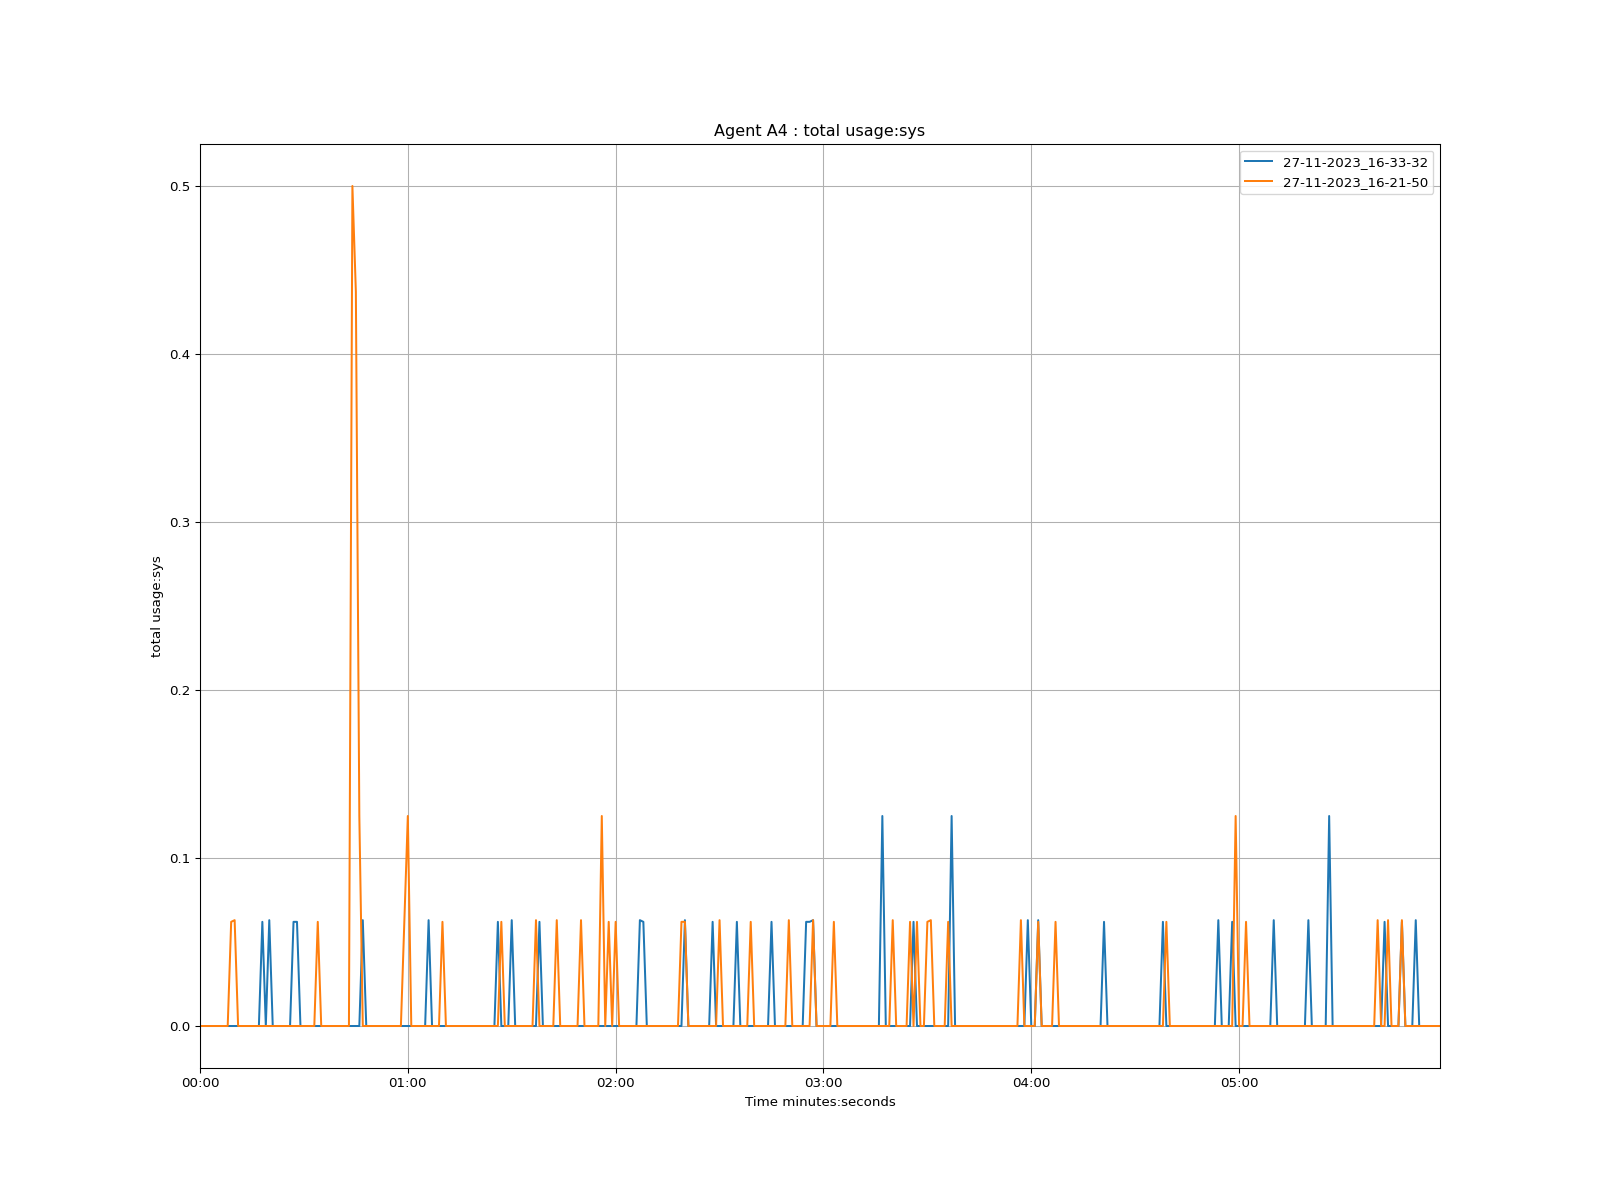 Agent A4 : total usage:sys
27-11-2023_16-33-32
27-11-2023_16-21-50
0.5
0.4
0.3
0.2
0.1
0.0
total usage:sys
00:00 01:00 02:00 03:00 04:00 05:00
Time minutes:seconds